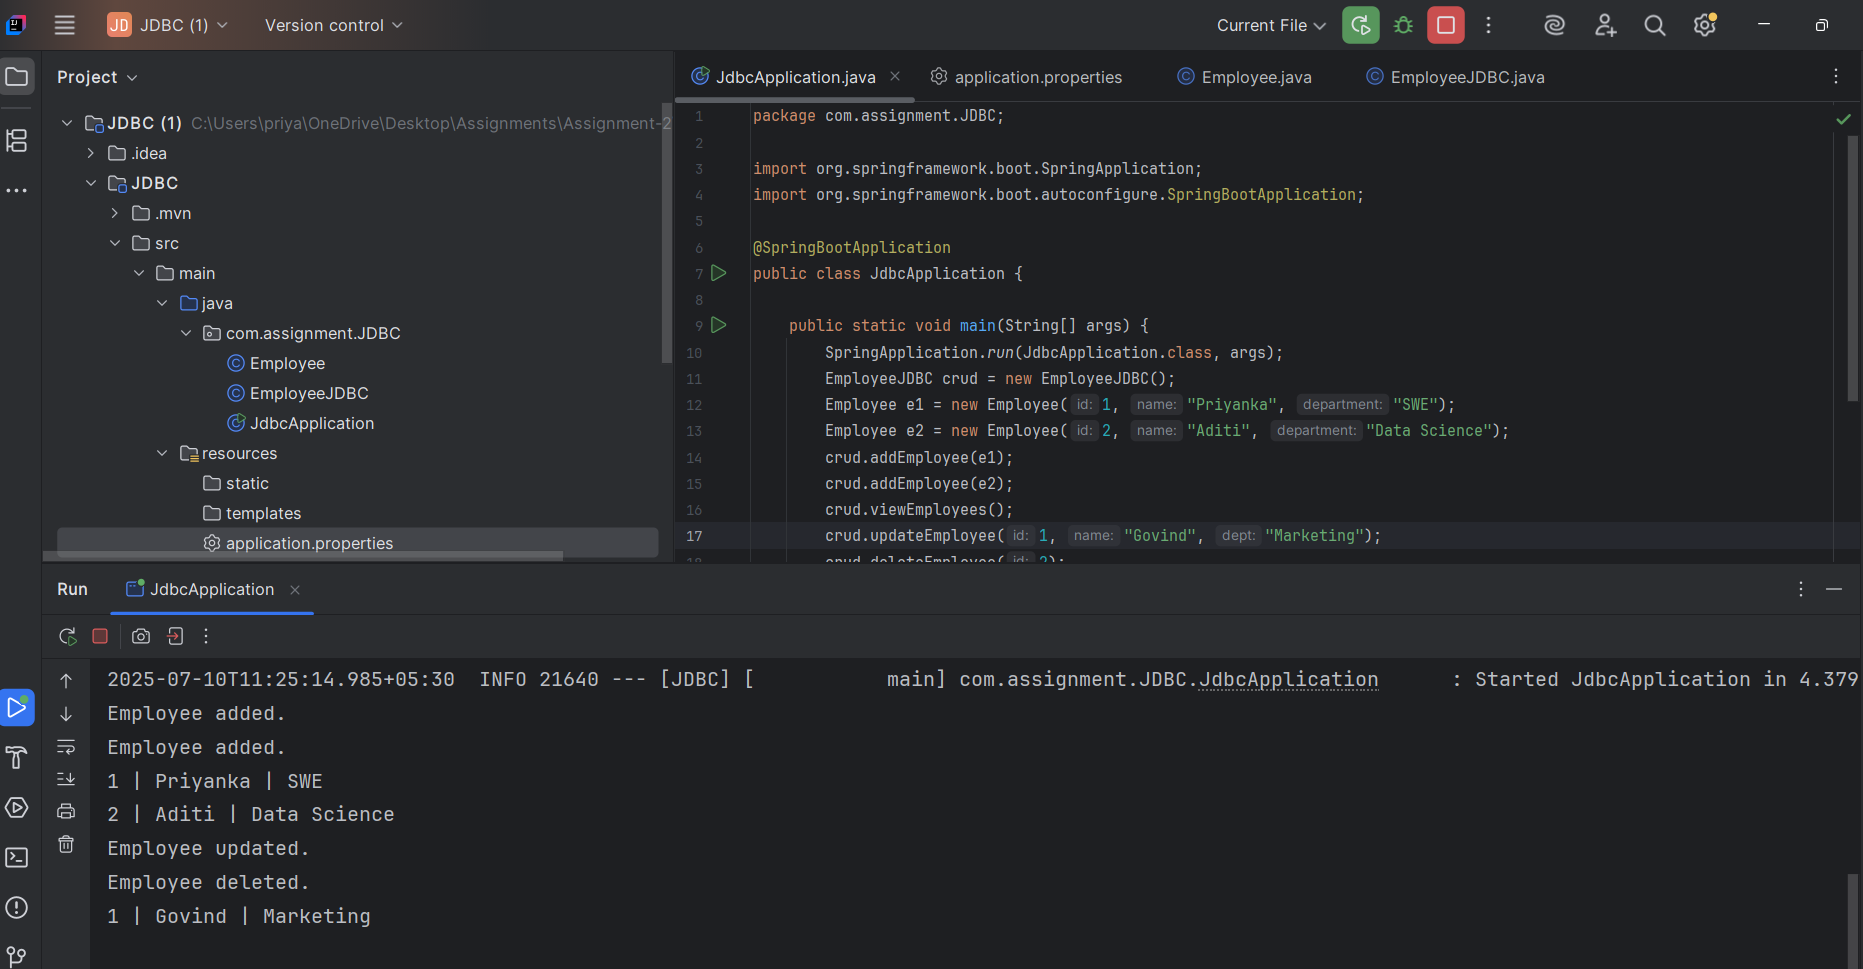 JD JDBC (1) Version control Current File
Project
JDBC (1) C:\Users\priya\OneDrive\Desktop\Assignments\Assignment-2
.idea
JDBC
.mvn
src
main
java
com.assignment.JDBC
Employee
EmployeeJDBC
JdbcApplication
resources
static
templates
application.properties
JdbcApplication.java application.properties Employee.java EmployeeJDBC.java
1 package com.assignment.JDBC;
2
3 import org.springframework.boot.SpringApplication;
4 import org.springframework.boot.autoconfigure.SpringBootApplication;
5
6 @SpringBootApplication
7 public class JdbcApplication {
8
9 public static void main(String[] args) {
10 SpringApplication.run(JdbcApplication.class, args);
11 EmployeeJDBC crud = new EmployeeJDBC();
12 Employee e1 = new Employee( id: 1, name: "Priyanka", department: "SWE");
13 Employee e2 = new Employee( id: 2, name: "Aditi", department: "Data Science");
14 crud.addEmployee(e1);
15 crud.addEmployee(e2);
16 crud.viewEmployees();
17 crud.updateEmployee( id: 1, name: "Govind", dept: "Marketing");
18 crud.deleteEmployee( id: 2);
Run JdbcApplication
2025-07-10T11:25:14.985+05:30 INFO 21640 --- [JDBC] [ main] com.assignment.JDBC.JdbcApplication : Started JdbcApplication in 4.379
Employee added.
Employee added.
1 | Priyanka | SWE
2 | Aditi | Data Science
Employee updated.
Employee deleted.
1 | Govind | Marketing